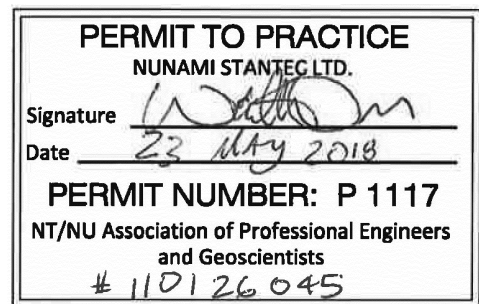 PERMIT TO PRACTICE
NUNAMI STANTEC LTD.
Signature
Date 23 MAY 2018
PERMIT NUMBER: P 1117
NT/NU Association of Professional Engineers
and Geoscientists
# 110126045